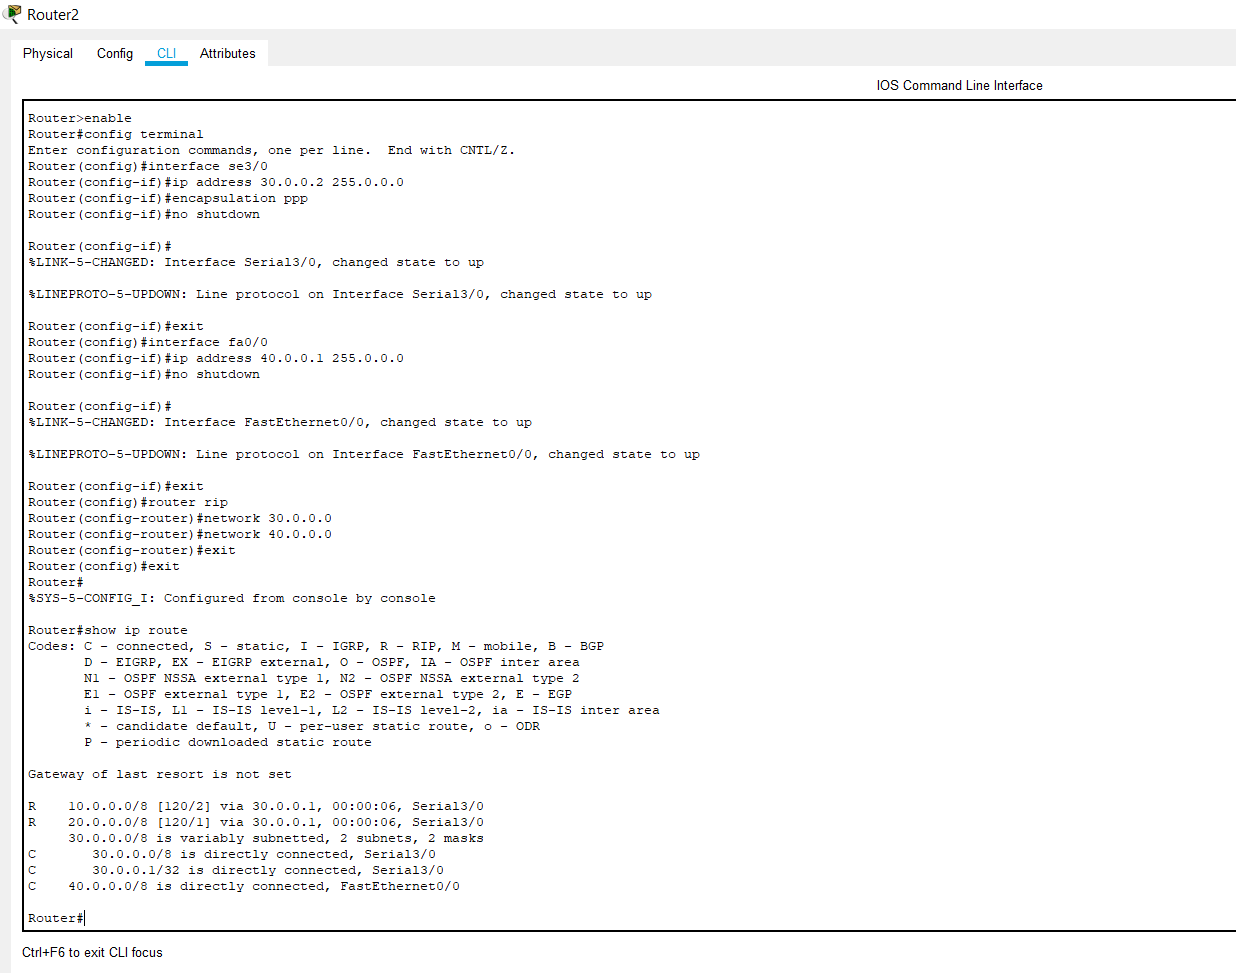 Router2
Physical Config CLI Attributes
IOS Command Line Interface
Router>enable
Router#config terminal
Enter configuration commands, one per line.  End with CNTL/Z.
Router(config)#interface se3/0
Router(config-if)#ip address 30.0.0.2 255.0.0.0
Router(config-if)#encapsulation ppp
Router(config-if)#no shutdown
Router(config-if)#
%LINK-5-CHANGED: Interface Serial3/0, changed state to up
%LINEPROTO-5-UPDOWN: Line protocol on Interface Serial3/0, changed state to up
Router(config-if)#exit
Router(config)#interface fa0/0
Router(config-if)#ip address 40.0.0.1 255.0.0.0
Router(config-if)#no shutdown
Router(config-if)#
%LINK-5-CHANGED: Interface FastEthernet0/0, changed state to up
%LINEPROTO-5-UPDOWN: Line protocol on Interface FastEthernet0/0, changed state to up
Router(config-if)#exit
Router(config)#router rip
Router(config-router)#network 30.0.0.0
Router(config-router)#network 40.0.0.0
Router(config-router)#exit
Router(config)#exit
Router#
%SYS-5-CONFIG_I: Configured from console by console
Router#show ip route
Codes: C - connected, S - static, I - IGRP, R - RIP, M - mobile, B - BGP
       D - EIGRP, EX - EIGRP external, O - OSPF, IA - OSPF inter area
       N1 - OSPF NSSA external type 1, N2 - OSPF NSSA external type 2
       E1 - OSPF external type 1, E2 - OSPF external type 2, E - EGP
       i - IS-IS, L1 - IS-IS level-1, L2 - IS-IS level-2, ia - IS-IS inter area
       * - candidate default, U - per-user static route, o - ODR
       P - periodic downloaded static route
Gateway of last resort is not set
R    10.0.0.0/8 [120/2] via 30.0.0.1, 00:00:06, Serial3/0
R    20.0.0.0/8 [120/1] via 30.0.0.1, 00:00:06, Serial3/0
     30.0.0.0/8 is variably subnetted, 2 subnets, 2 masks
C       30.0.0.0/8 is directly connected, Serial3/0
C       30.0.0.1/32 is directly connected, Serial3/0
C    40.0.0.0/8 is directly connected, FastEthernet0/0
Router#
Ctrl+F6 to exit CLI focus